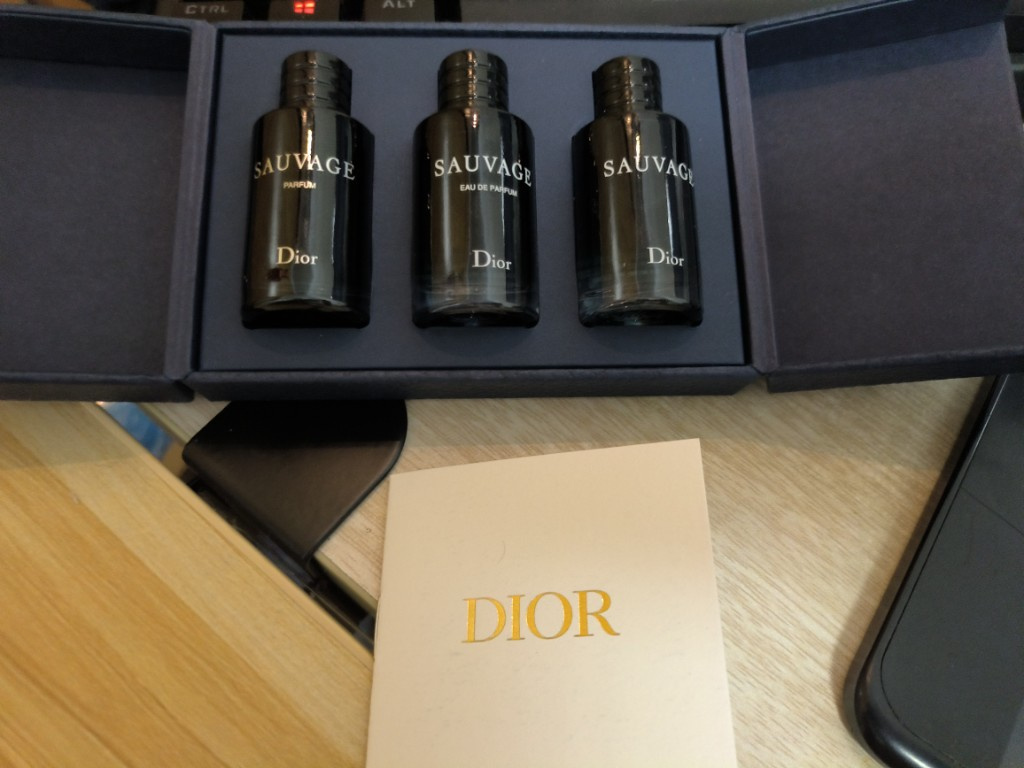 CTRL
ALT
SAUVAGE
PARFUM
Dior
SAUVAGE
EAU DE PARFUM
Dior
SAUVAGE
Dior
DIOR